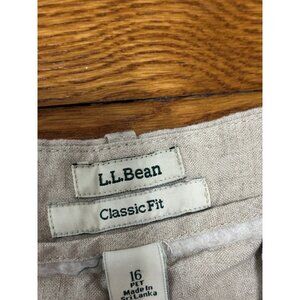 L.L.Bean
Classic Fit
16
PET
Made in
Sri Lanka